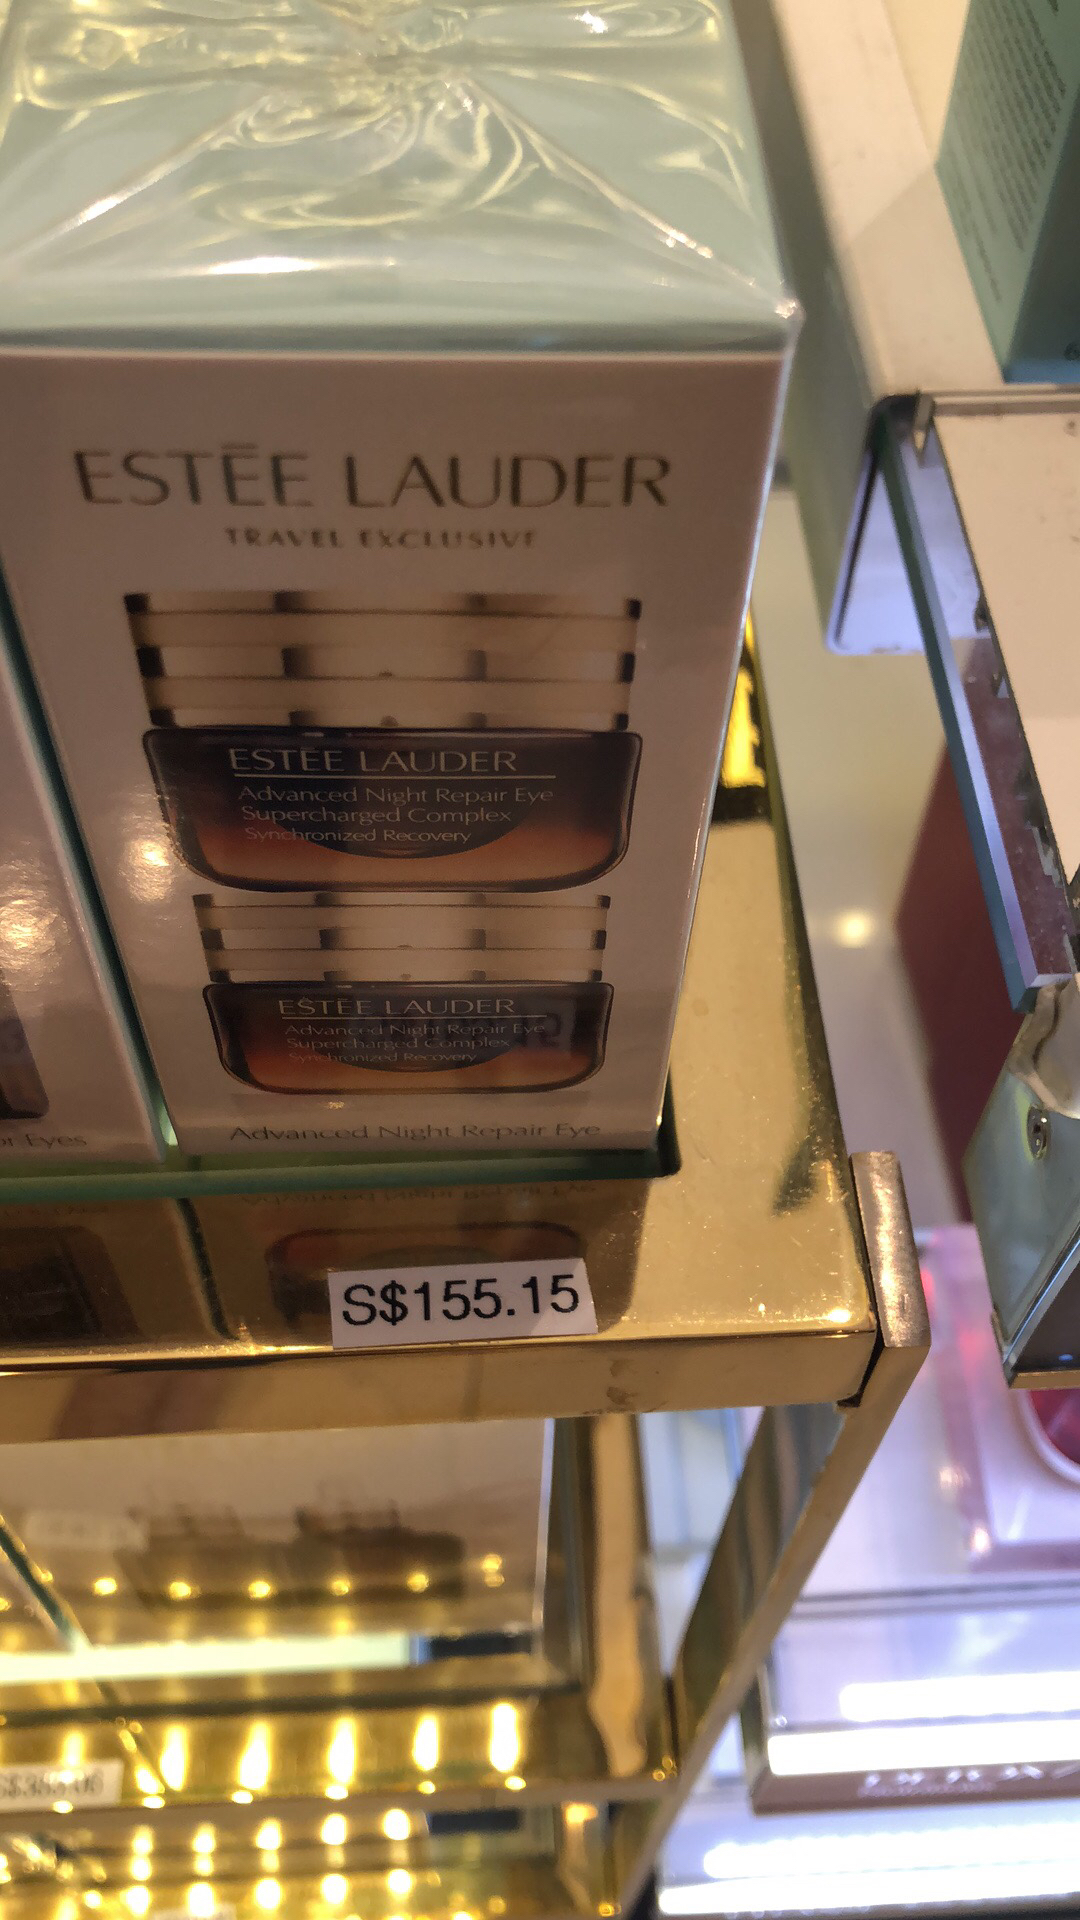 ESTĒE LAUDER
TRAVEL EXCLUSIVE
ESTĒE LAUDER
Advanced Night Repair Eye
Supercharged Complex
Synchronized Recovery
ESTĒE LAUDER
Advanced Night Repair Eye
Supercharged Complex
Synchronized Recovery
Eyes
Advanced Night Repair Eye
S$155.15